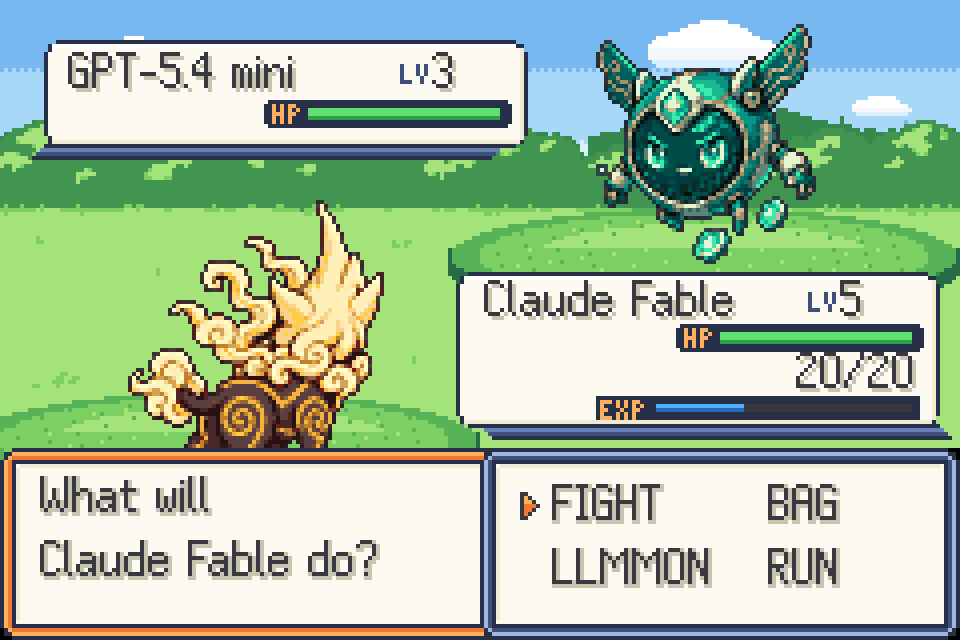 GPT-5.4 mini Lv3
HP
Claude Fable Lv5
HP
20/20
EXP
What will
Claude Fable do?
FIGHT BAG
LLMMON RUN